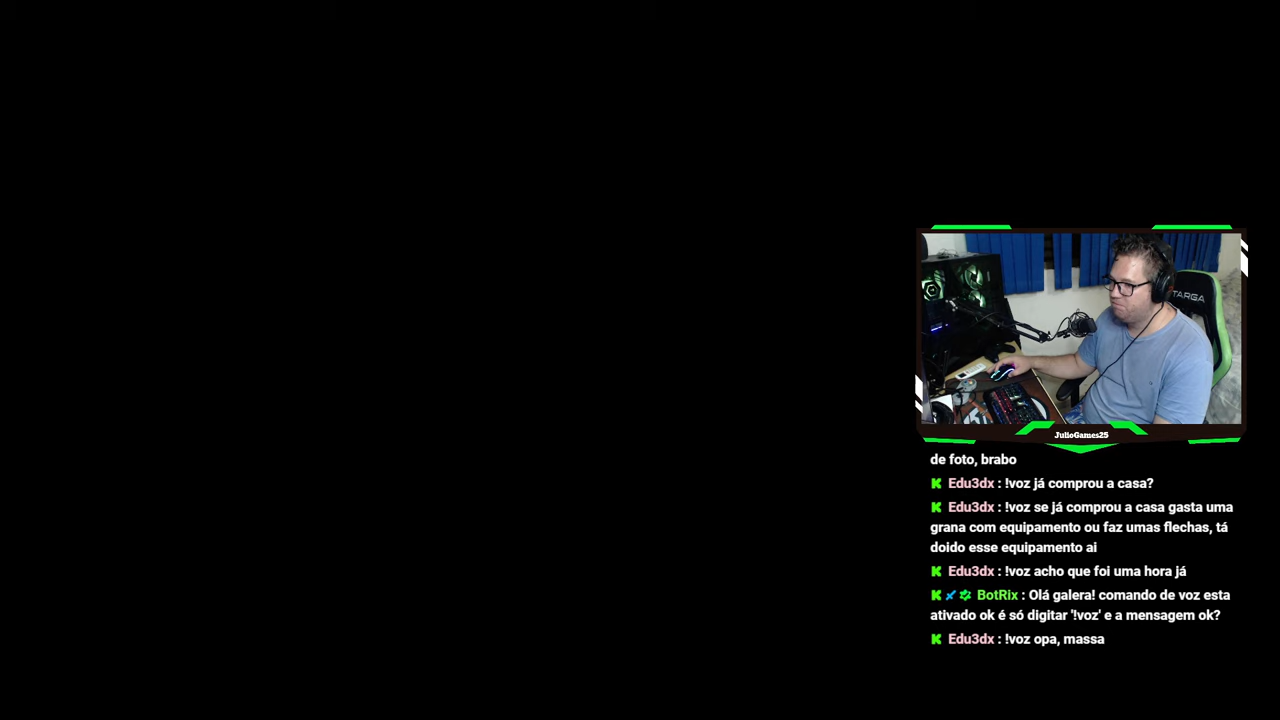 TARGA
JulioGames25
de foto, brabo
Edu3dx : !voz já comprou a casa?
Edu3dx : !voz se já comprou a casa gasta uma
grana com equipamento ou faz umas flechas, tá
doido esse equipamento ai
Edu3dx : !voz acho que foi uma hora já
BotRix : Olá galera! comando de voz esta
ativado ok é só digitar '!voz' e a mensagem ok?
Edu3dx : !voz opa, massa